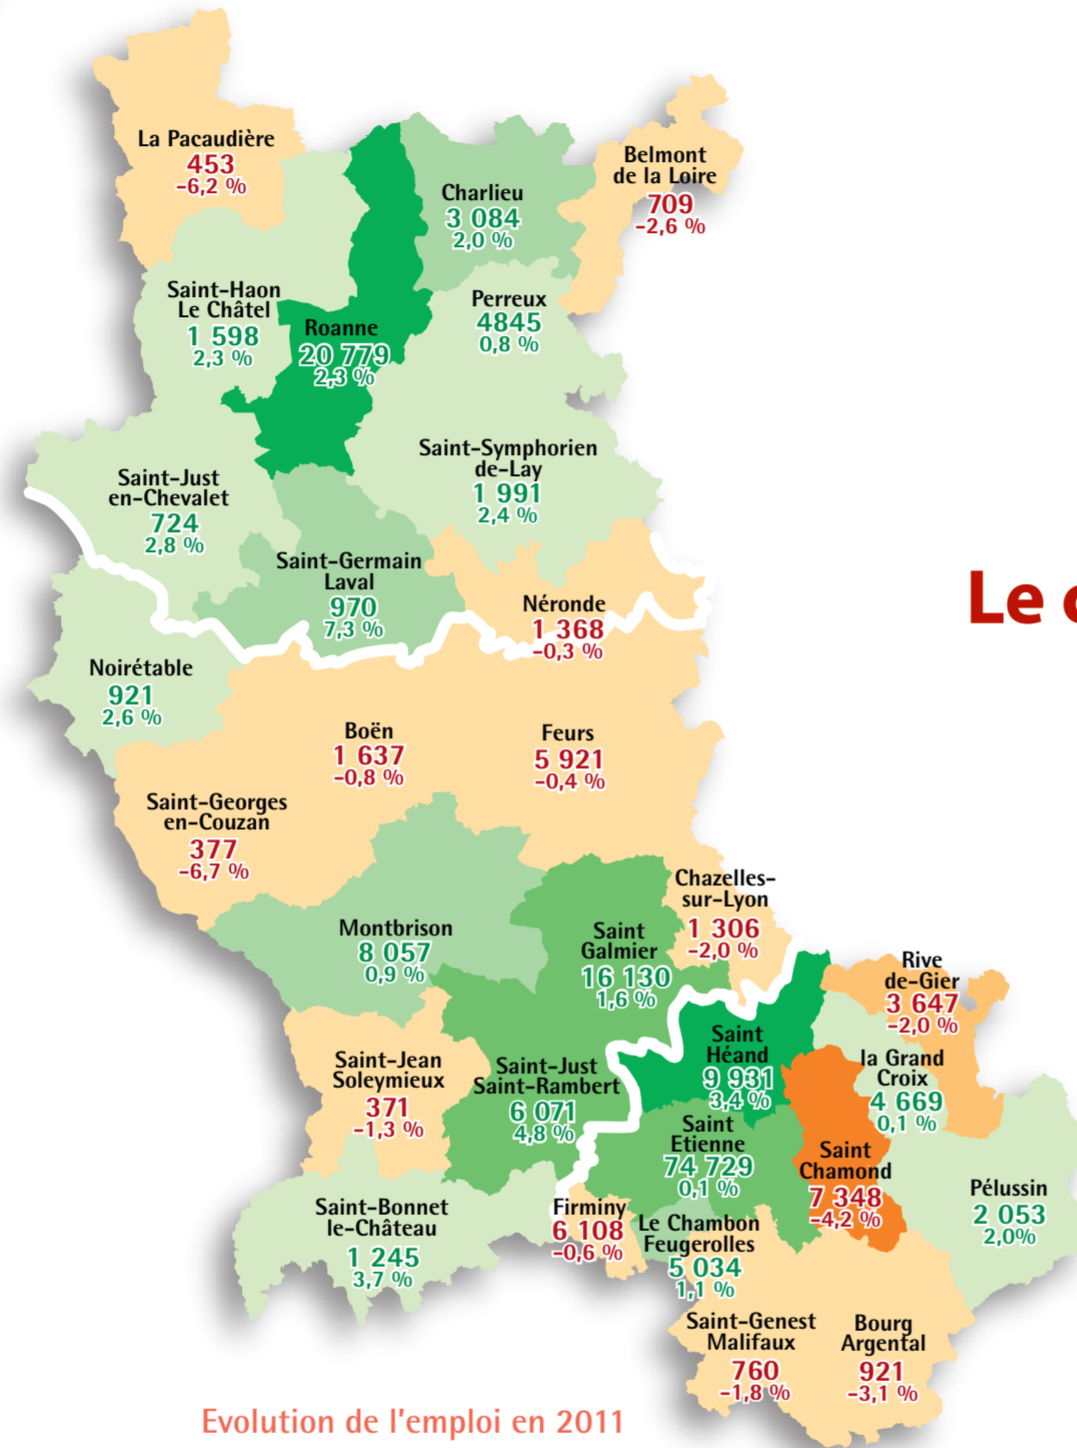 La Pacaudière
453
-6,2 %
Belmont
de la Loire
709
-2,6 %
Charlieu
3 084
2,0 %
Saint-Haon
Le Châtel
1 598
2,3 %
Roanne
20 779
2,3 %
Perreux
4845
0,8 %
Saint-Symphorien
de-Lay
1 991
2,4 %
Saint-Just
en-Chevalet
724
2,8 %
Saint-Germain
Laval
970
7,3 %
Néronde
1 368
-0,3 %
Le
Noirétable
921
2,6 %
Boën
1 637
-0,8 %
Feurs
5 921
-0,4 %
Saint-Georges
en-Couzan
377
-6,7 %
Chazelles-
sur-Lyon
1 306
-2,0 %
Montbrison
8 057
0,9 %
Saint
Galmier
16 130
1,6 %
Rive
de-Gier
3 647
-2,0 %
Saint
Héand
9 931
3,4 %
la Grand
Croix
4 669
0,1 %
Saint-Jean
Soleymieux
371
-1,3 %
Saint-Just
Saint-Rambert
6 071
4,8 %
Saint
Etienne
74 729
0,1 %
Saint
Chamond
7 348
-4,2 %
Pélussin
2 053
2,0%
Saint-Bonnet
le-Château
1 245
3,7 %
Firminy
6 108
-0,6 %
Le Chambon
Feugerolles
5 034
1,1 %
Saint-Genest
Malifaux
760
-1,8 %
Bourg
Argental
921
-3,1 %
Evolution de l'emploi en 2011